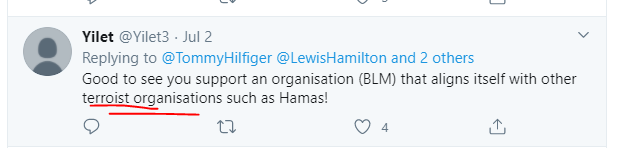 Yilet @Yilet3 · Jul 2
Replying to @TommyHilfiger @LewisHamilton and 2 others
Good to see you support an organisation (BLM) that aligns itself with other
terroist organisations such as Hamas!
4